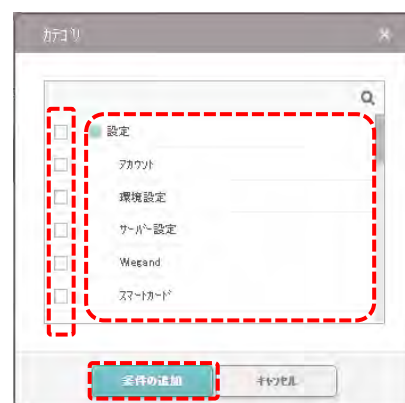 カテゴリ
設定
アカウント
環境設定
サーバー設定
Wiegand
スマートカード
条件の追加
キャンセル